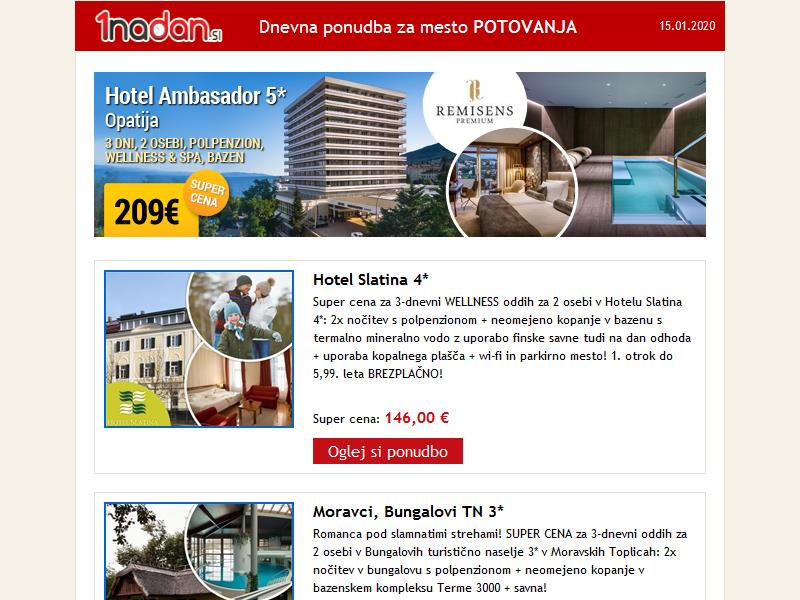 1nadan.si
Dnevna ponudba za mesto POTOVANJA
15.01.2020
Hotel Ambasador 5*
Opatija
3 DNI, 2 OSEBI, POLPENZION,
WELLNESS & SPA, BAZEN
SUPER
CENA
209€
REMISENS
PREMIUM
Hotel Slatina 4*
Super cena za 3-dnevni WELLNESS oddih za 2 osebi v Hotelu Slatina
4*: 2x nočitev s polpenzionom + neomejeno kopanje v bazenu s
termalno mineralno vodo z uporabo finske savne tudi na dan odhoda
+ uporaba kopalnega plašča + wi-fi in parkirno mesto! 1. otrok do
5,99. leta BREZPLAČNO!
HOTEL SLATINA
Super cena: 146,00 €
Oglej si ponudbo
Moravci, Bungalovi TN 3*
Romanca pod slamnatimi strehami! SUPER CENA za 3-dnevni oddih za
2 osebi v Bungalovih turistično naselje 3* v Moravskih Toplicah: 2x
nočitev v bungalovu s polpenzionom + neomejeno kopanje v
bazenskem kompleksu Terme 3000 + savna!